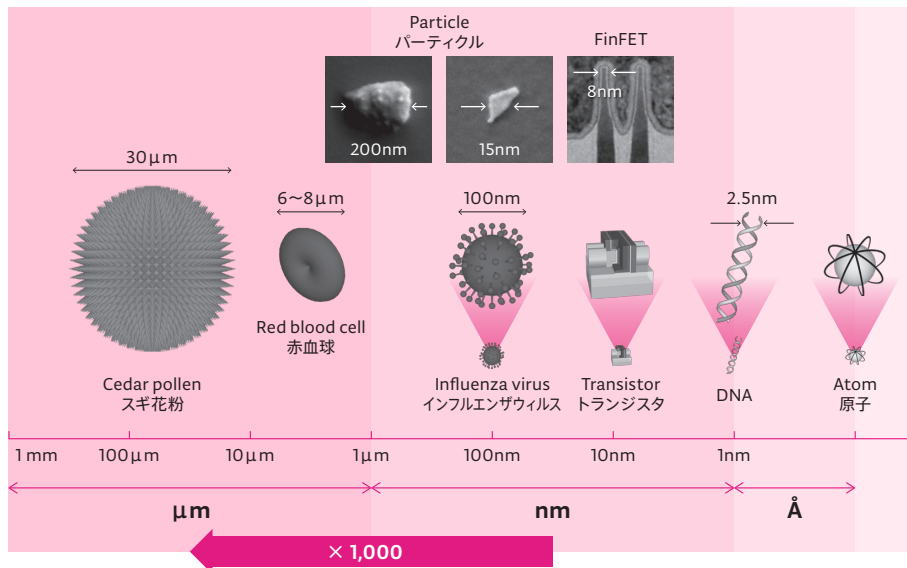 Particle
パーティクル
FinFET
8nm
200nm
15nm
30μm
6〜8μm
100nm
2.5nm
Red blood cell
赤血球
Cedar pollen
スギ花粉
Influenza virus
インフルエンザウィルス
Transistor
トランジスタ
DNA
Atom
原子
1mm
100μm
10μm
1μm
100nm
10nm
1nm
μm
nm
Å
× 1,000